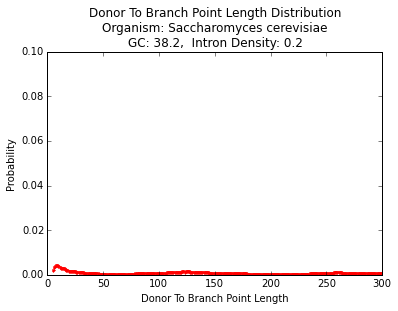 Donor To Branch Point Length Distribution
Organism: Saccharomyces cerevisiae
GC: 38.2,  Intron Density: 0.2
0.10
0.08
0.06
0.04
0.02
0.00
Probability
0 50 100 150 200 250 300
Donor To Branch Point Length